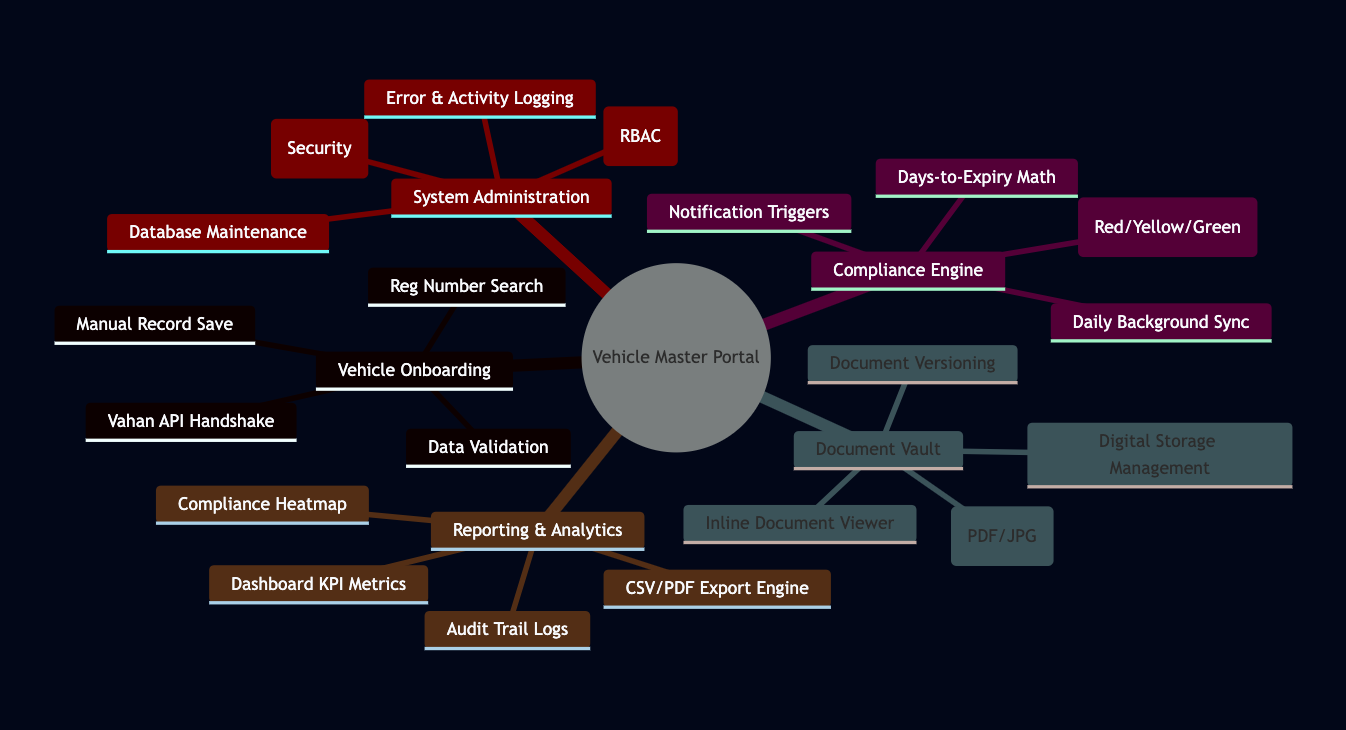 Error & Activity Logging
Security
RBAC
System Administration
Database Maintenance
Days-to-Expiry Math
Notification Triggers
Red/Yellow/Green
Compliance Engine
Daily Background Sync
Reg Number Search
Manual Record Save
Vehicle Onboarding
Vahan API Handshake
Data Validation
Vehicle Master Portal
Document Versioning
Document Vault
Digital Storage
Management
Inline Document Viewer
PDF/JPG
Compliance Heatmap
Reporting & Analytics
Dashboard KPI Metrics
CSV/PDF Export Engine
Audit Trail Logs